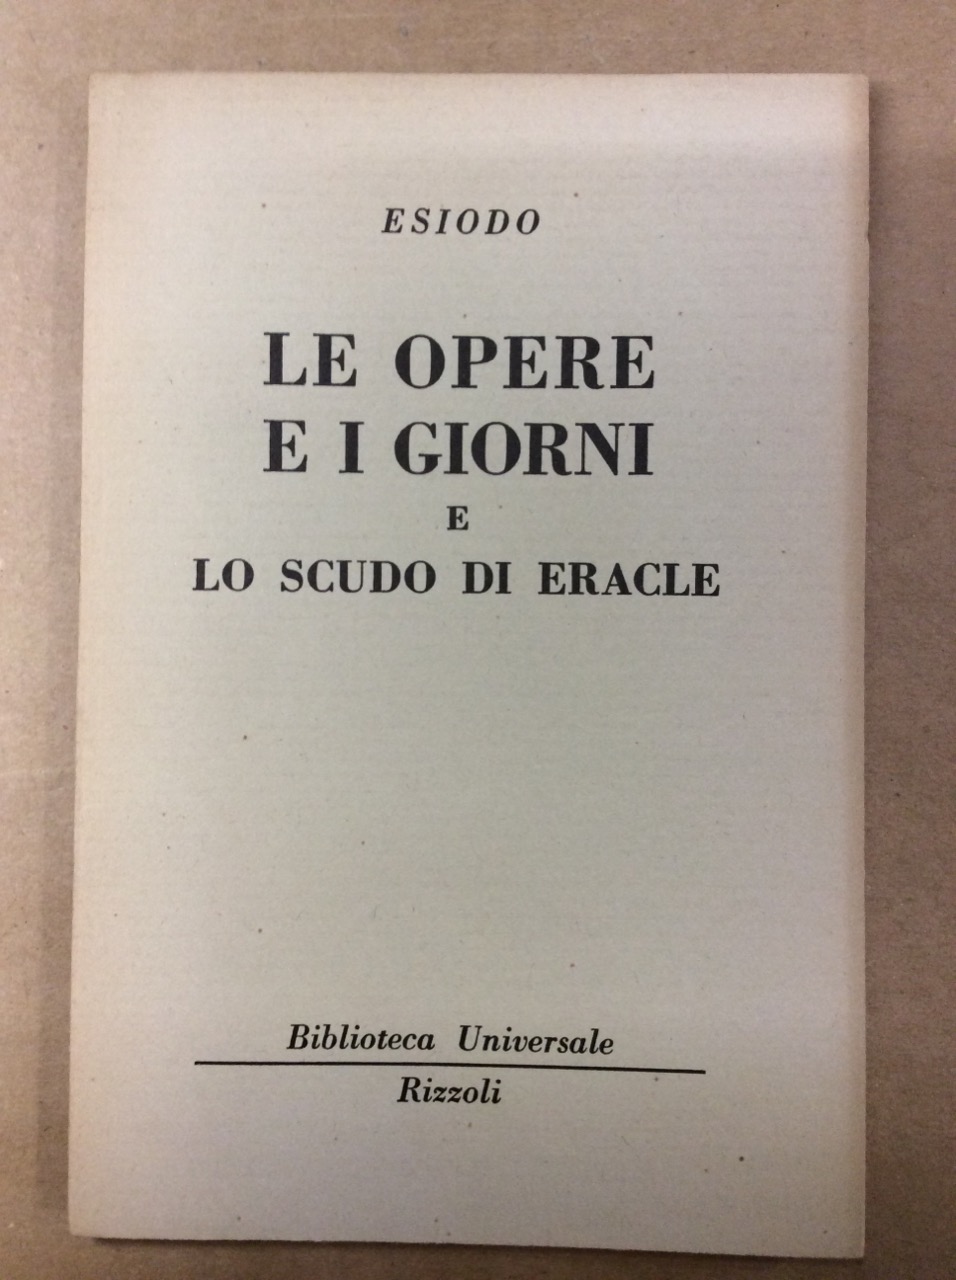 ESIODO
LE OPERE
E I GIORNI
E
LO SCUDO DI ERACLE
Biblioteca Universale
Rizzoli